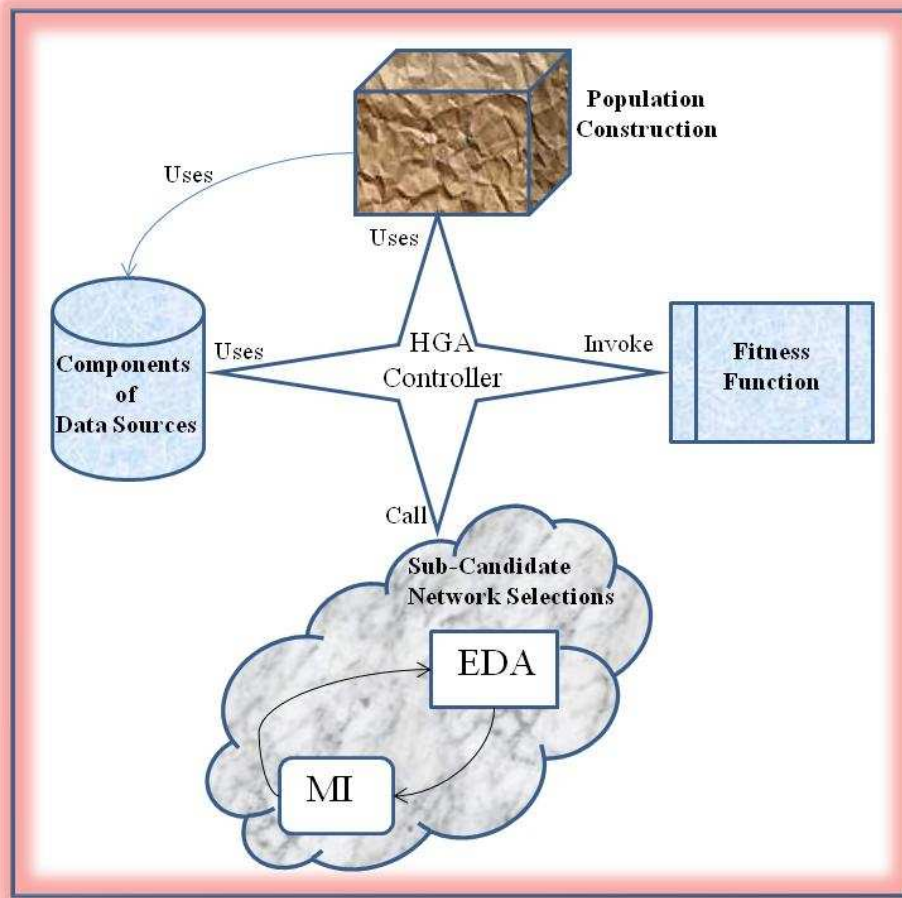 Population
Construction
Uses
Uses
Components
of
Data Sources
Uses
HGA
Controller
Invoke
Fitness
Function
Call
Sub-Candidate
Network Selections
EDA
MI